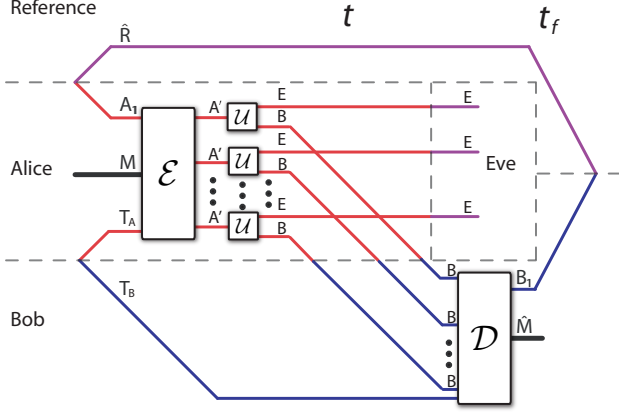 Reference t t_f
R̂
A₁ A' 𝒰 E E
B
M ℰ A' 𝒰 E E
B
Alice Eve
T_A A' 𝒰 E E
B
T_B B B₁
Bob B 𝒟 M̂
B